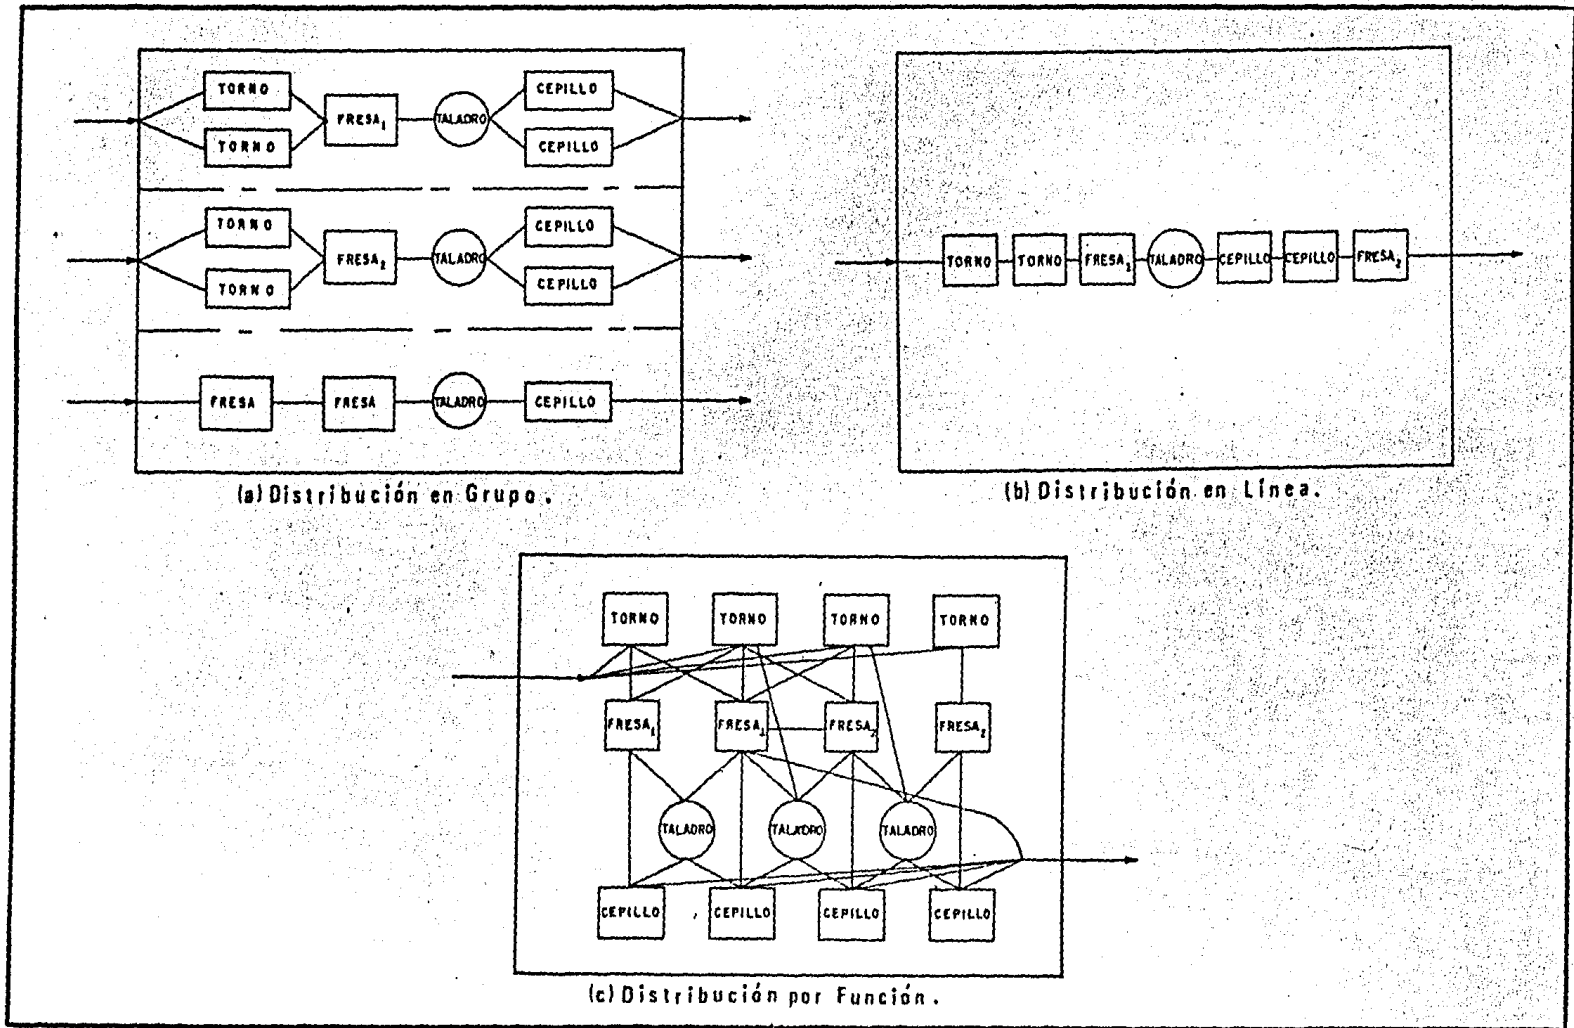 TORNO
CEPILLO
FRESA₁
TALADRO
TORNO
CEPILLO
TORNO
CEPILLO
FRESA₂
TALADRO
TORNO
CEPILLO
FRESA
FRESA
TALADRO
CEPILLO
(a) Distribución en Grupo.
TORNO
TORNO
FRESA₁
TALADRO
CEPILLO
CEPILLO
FRESA₂
(b) Distribución en Línea.
TORNO
TORNO
TORNO
TORNO
FRESA₁
FRESA₁
FRESA₂
FRESA₂
TALADRO
TALADRO
TALADRO
CEPILLO
CEPILLO
CEPILLO
CEPILLO
(c) Distribución por Función.